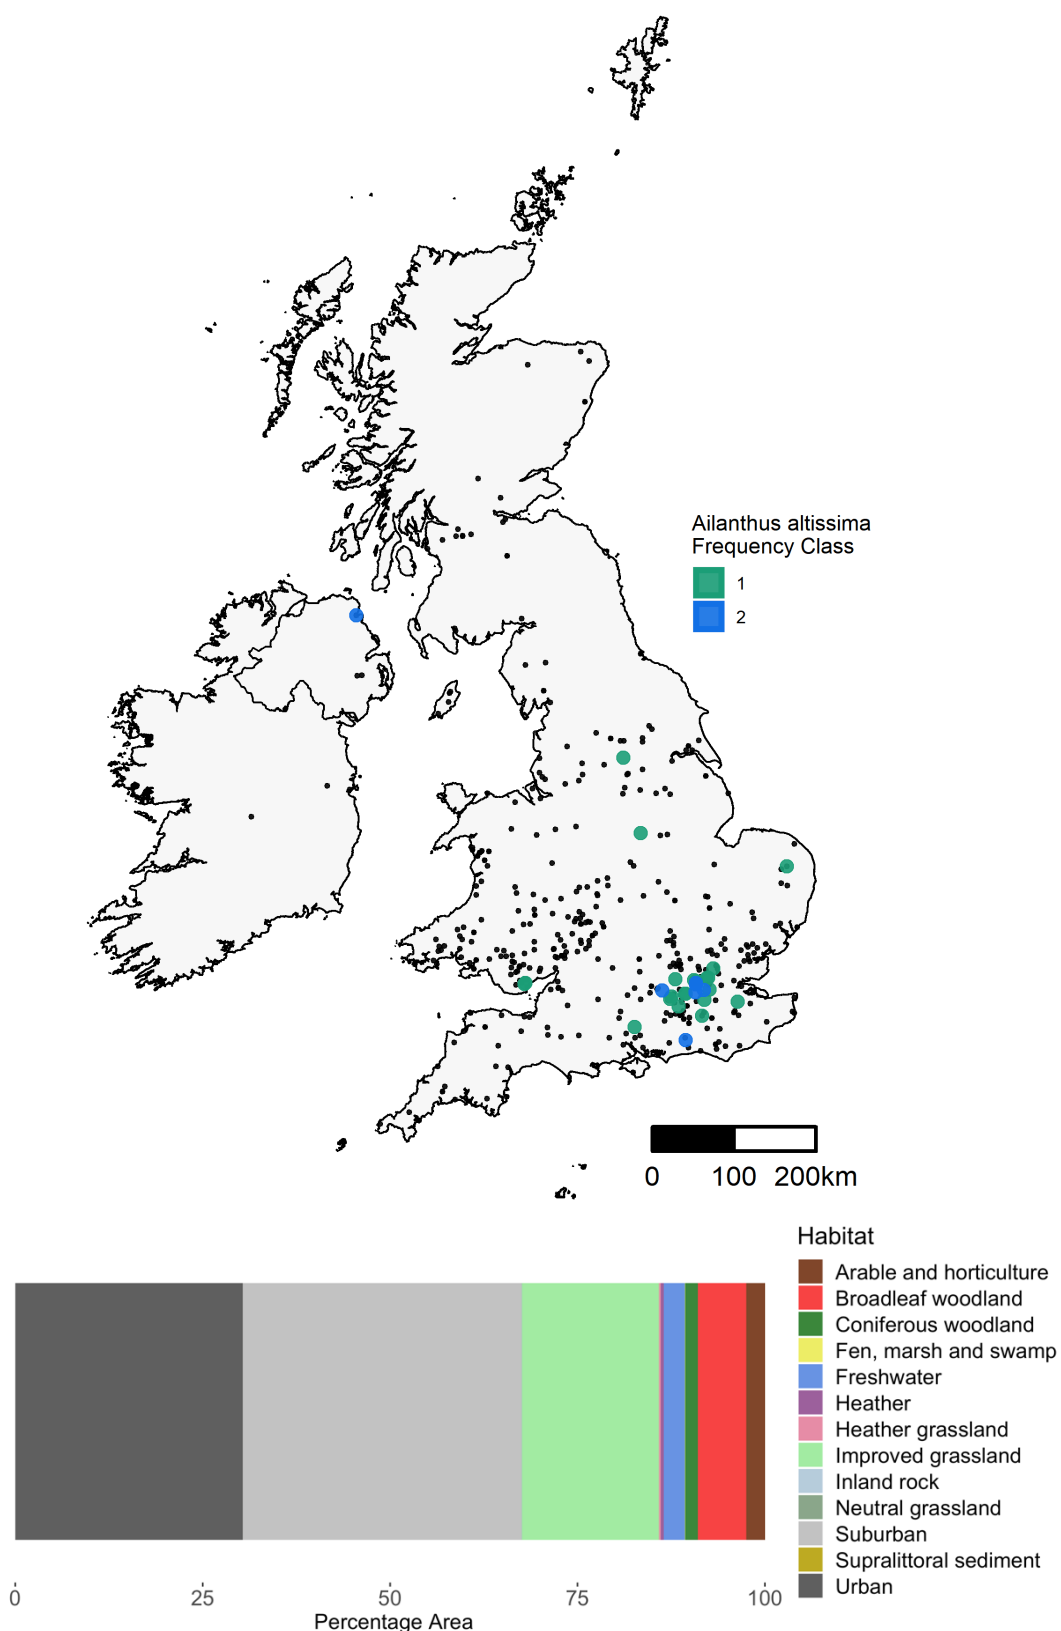 Ailanthus altissima
Frequency Class
1
2
0 100 200km
Habitat
Arable and horticulture
Broadleaf woodland
Coniferous woodland
Fen, marsh and swamp
Freshwater
Heather
Heather grassland
Improved grassland
Inland rock
Neutral grassland
Suburban
Supralittoral sediment
Urban
0 25 50 75 100
Percentage Area